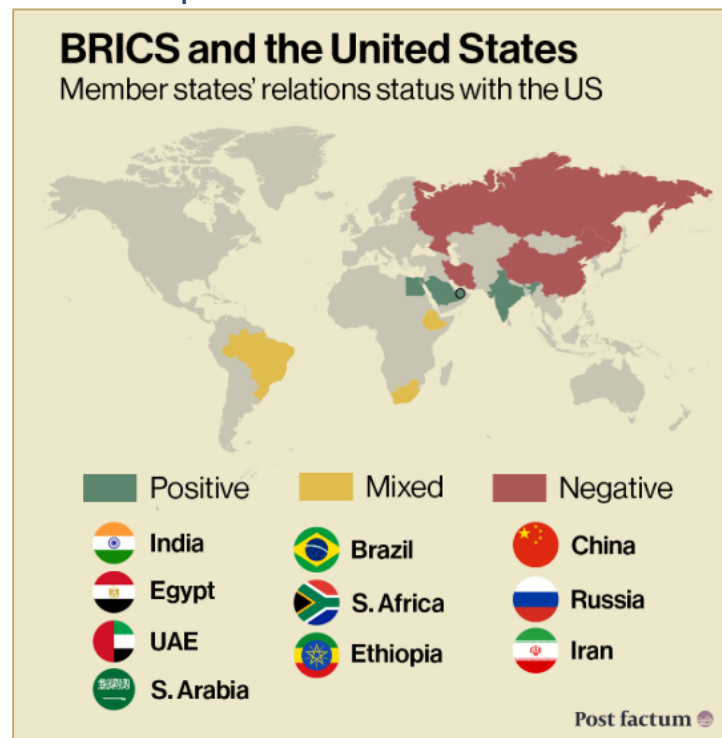 BRICS and the United States
Member states' relations status with the US
Positive
Mixed
Negative
India
Egypt
UAE
S. Arabia
Brazil
S. Africa
Ethiopia
China
Russia
Iran
Post factum